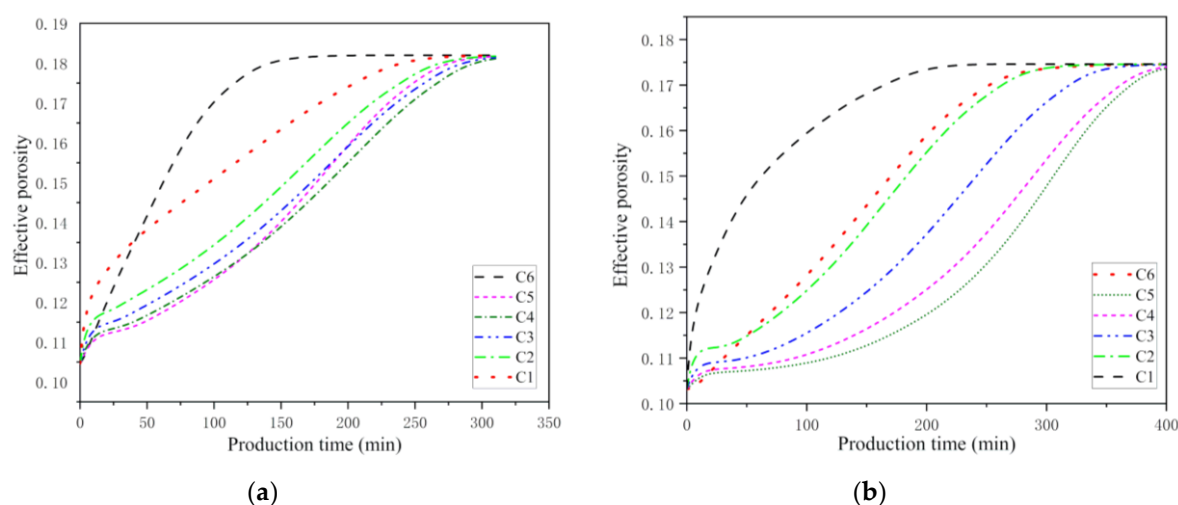 0.19
0.18
0.17
0.16
0.15
0.14
0.13
0.12
0.11
0.10
Effective porosity
0 50 100 150 200 250 300 350
Production time (min)
C6
C5
C4
C3
C2
C1
(a)
0.18
0.17
0.16
0.15
0.14
0.13
0.12
0.11
0.10
Effective porosity
0 100 200 300 400
Production time (min)
C6
C5
C4
C3
C2
C1
(b)